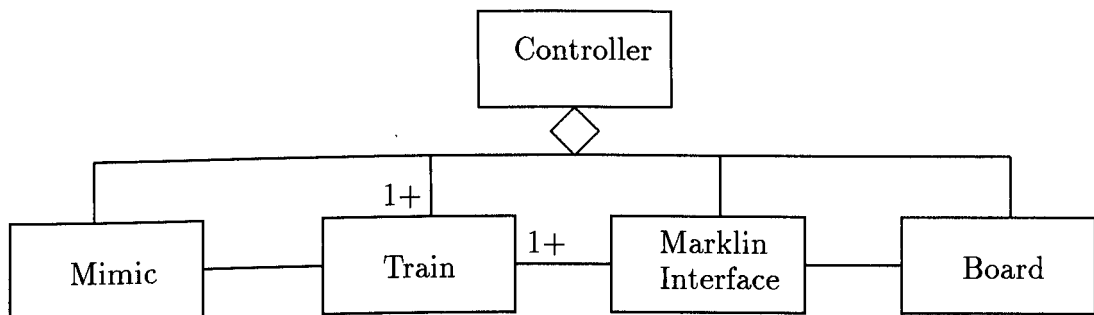 Controller
1+
Mimic
Train
1+
Marklin
Interface
Board